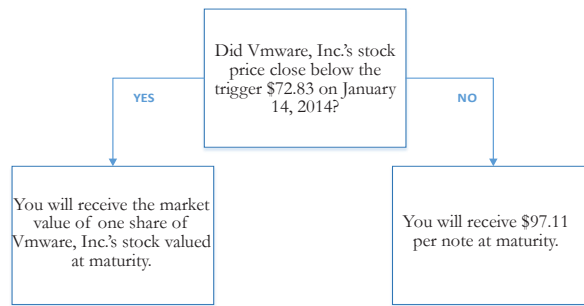 Did Vmware, Inc.'s stock
price close below the
trigger $72.83 on January
14, 2014?
YES
NO
You will receive the market
value of one share of
Vmware, Inc.'s stock valued
at maturity.
You will receive $97.11
per note at maturity.